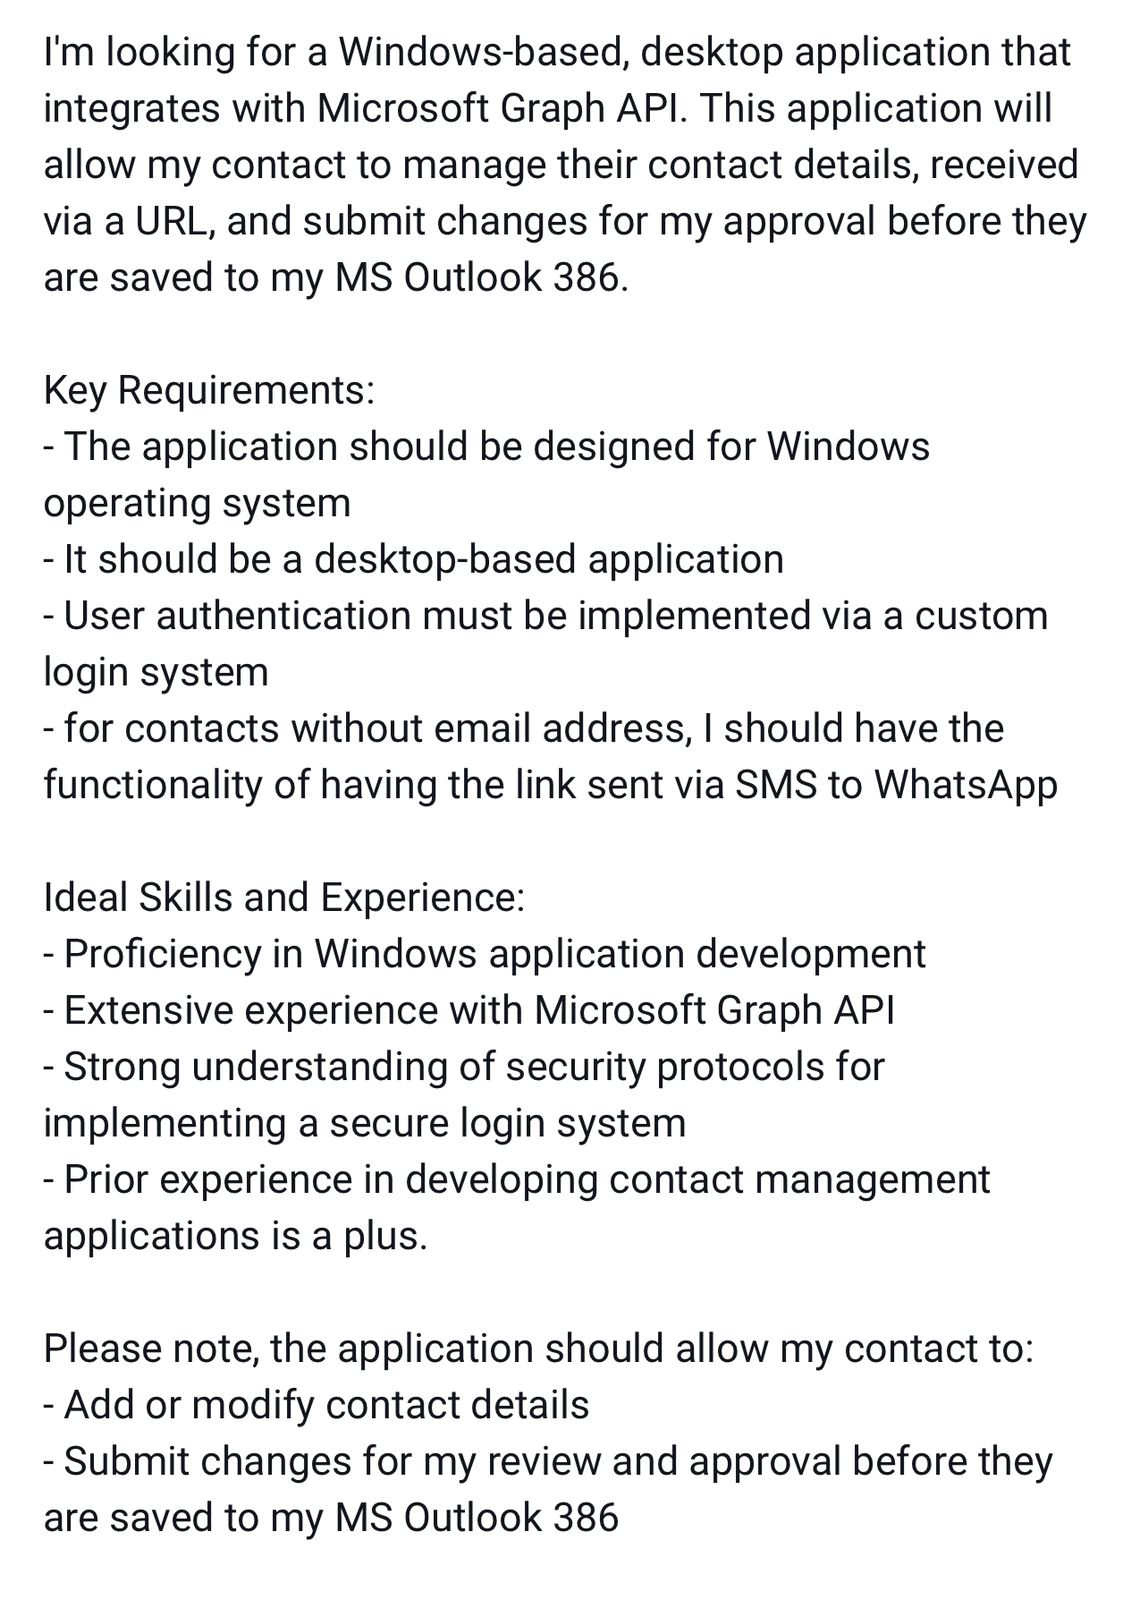 I'm looking for a Windows-based, desktop application that
integrates with Microsoft Graph API. This application will
allow my contact to manage their contact details, received
via a URL, and submit changes for my approval before they
are saved to my MS Outlook 386.
Key Requirements:
- The application should be designed for Windows
operating system
- It should be a desktop-based application
- User authentication must be implemented via a custom
login system
- for contacts without email address, I should have the
functionality of having the link sent via SMS to WhatsApp
Ideal Skills and Experience:
- Proficiency in Windows application development
- Extensive experience with Microsoft Graph API
- Strong understanding of security protocols for
implementing a secure login system
- Prior experience in developing contact management
applications is a plus.
Please note, the application should allow my contact to:
- Add or modify contact details
- Submit changes for my review and approval before they
are saved to my MS Outlook 386